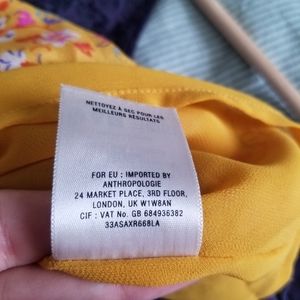 NETTOYEZ À SEC POUR LES
MEILLEURS RÉSULTATS
FOR EU : IMPORTED BY
ANTHROPOLOGIE
24 MARKET PLACE, 3RD FLOOR,
LONDON, UK W1W8AN
CIF : VAT No. GB 684936382
33ASAXR668LA